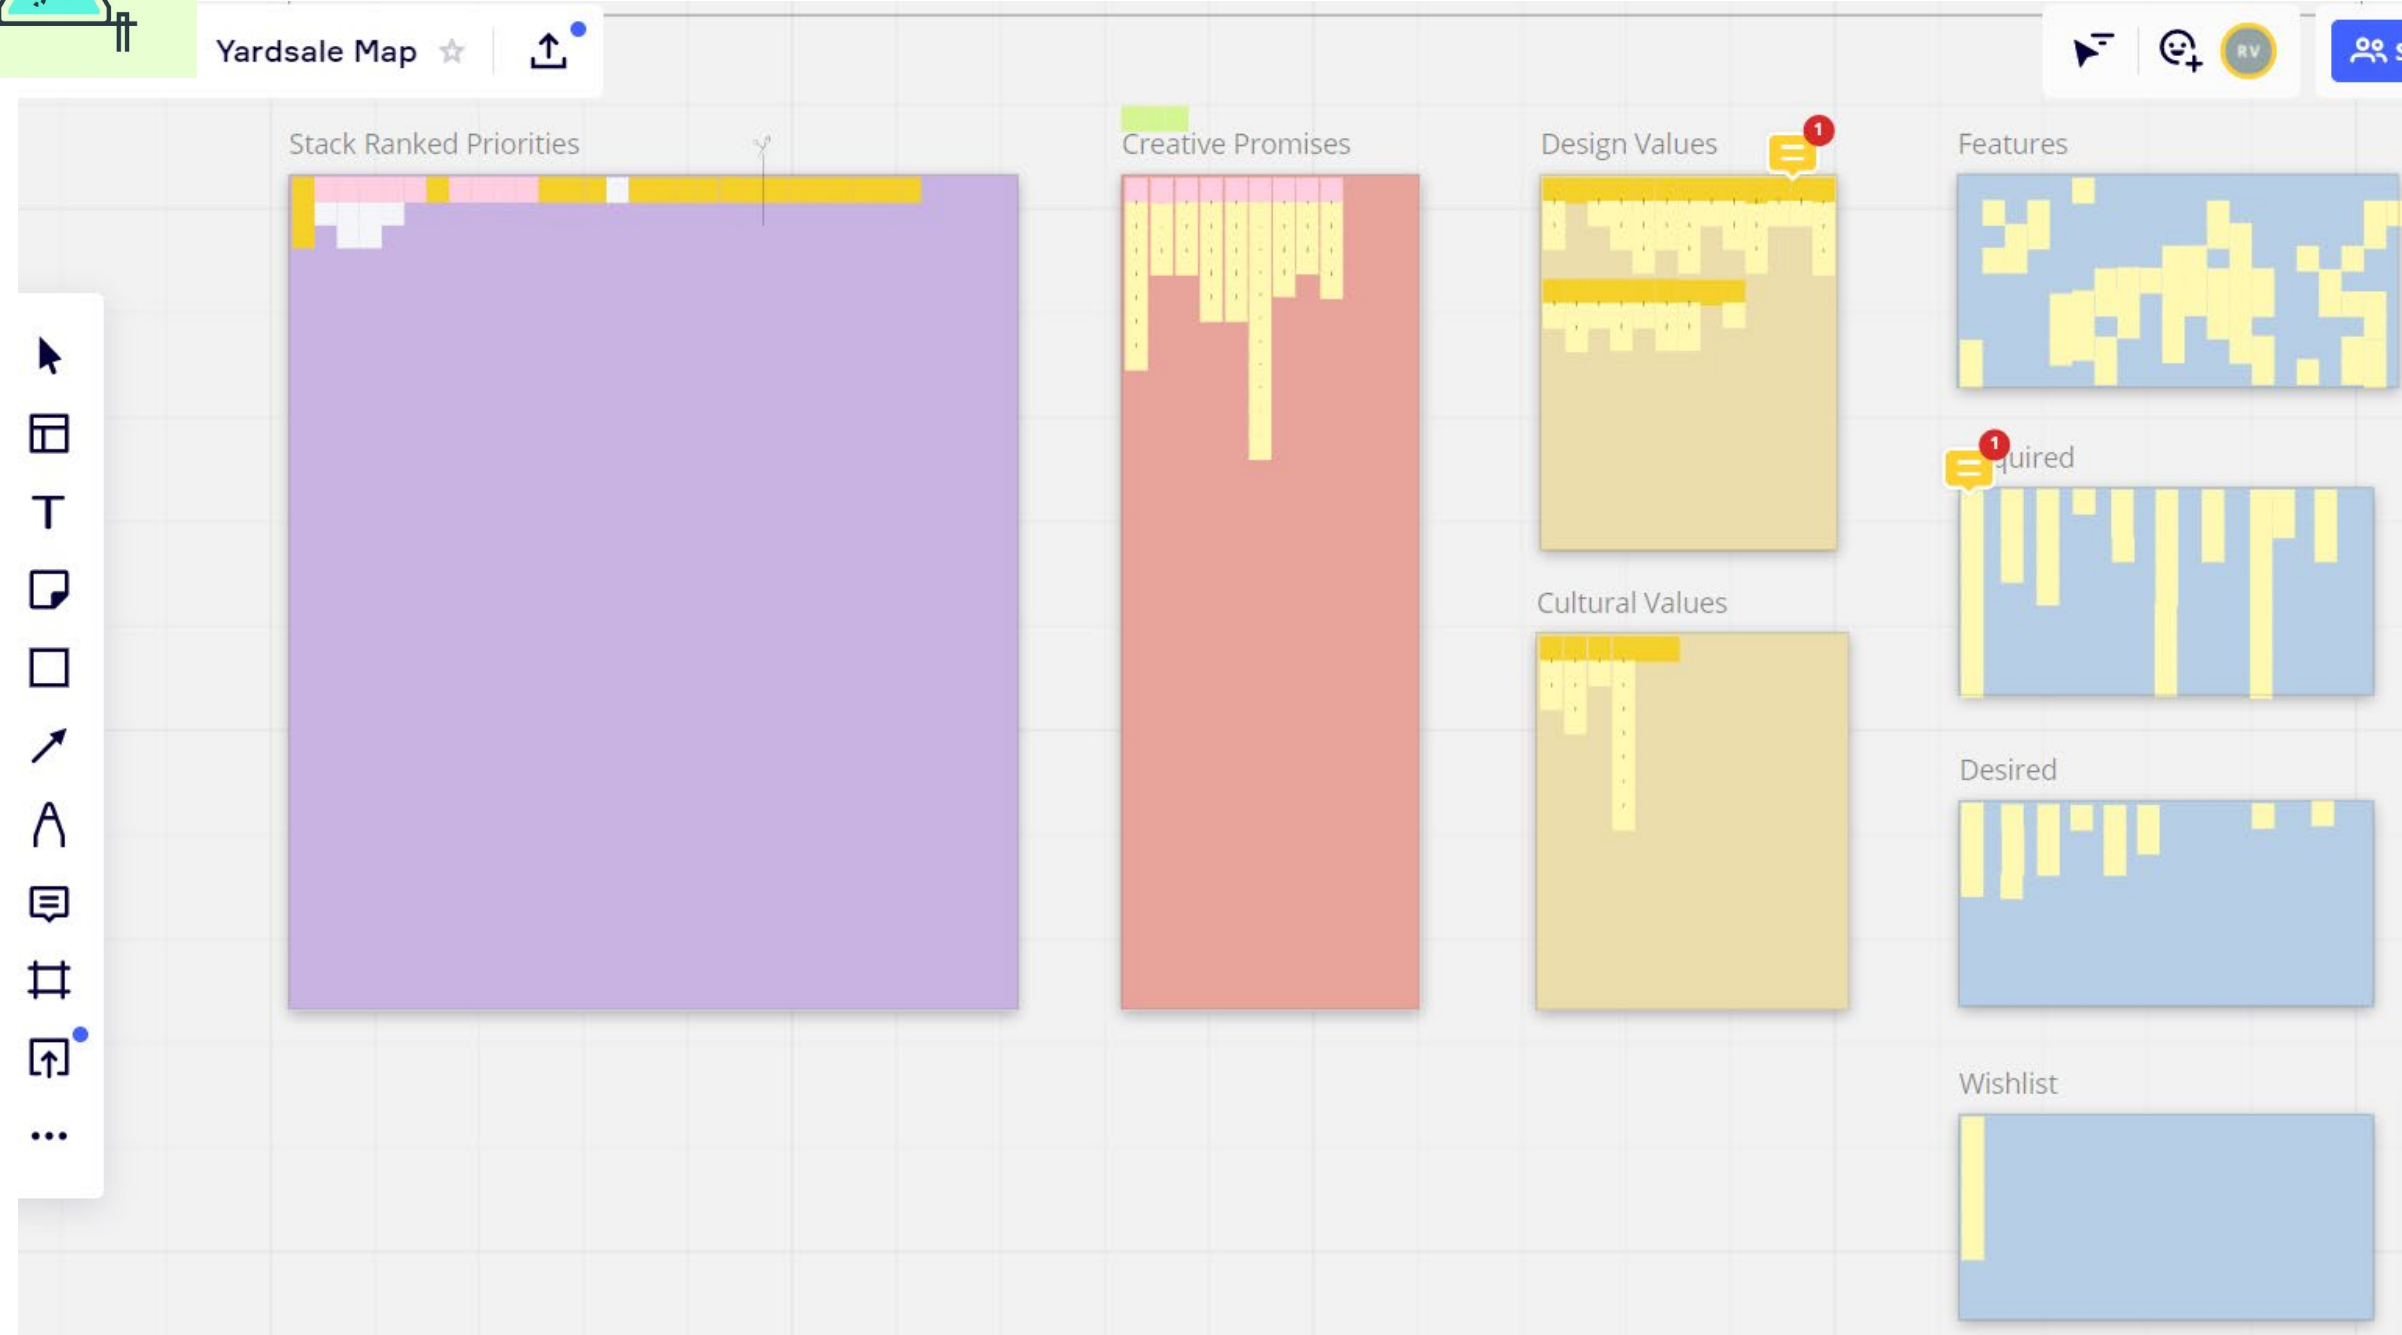 Yardsale Map
RV
Stack Ranked Priorities
Creative Promises
Design Values
1
Features
1
quired
Cultural Values
Desired
Wishlist